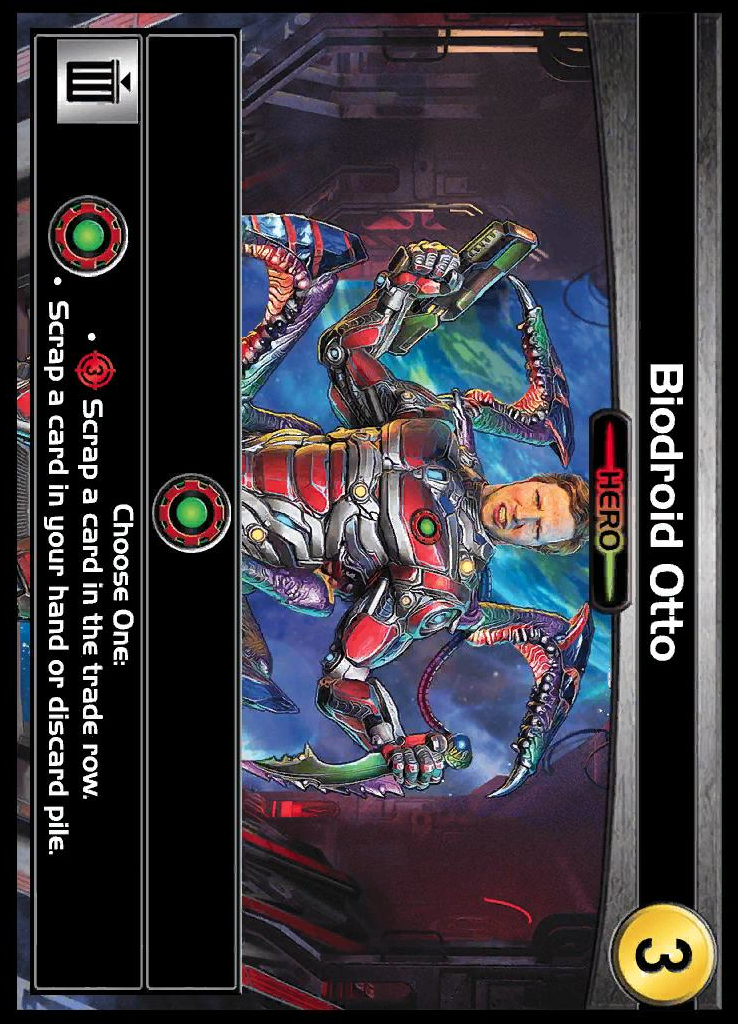 Biodroid Otto
3
HERO
Choose One:
• 3 Scrap a card in the trade row.
• Scrap a card in your hand or discard pile.